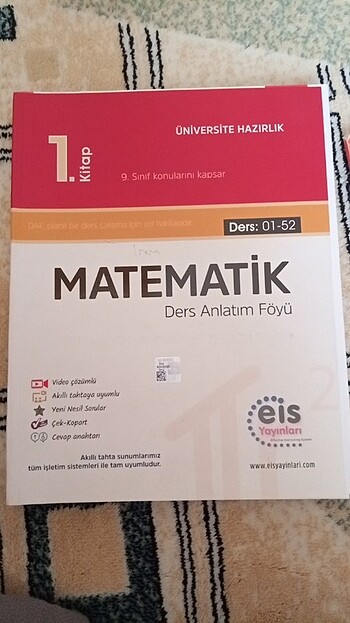 ÜNİVERSİTE HAZIRLIK
1. Kitap
9. Sınıf konularını kapsar
Ders: 01-52
MATEMATİK
Ders Anlatım Föyü
Video çözümlü
Akıllı tahtaya uyumlu
Yeni Nesil Sorular
Çek-Kopart
Cevap anahtarı
eis
Yayınları
Akıllı tahta sunumlarımız
tüm işletim sistemleri ile tam uyumludur.
www.eisyayinlari.com